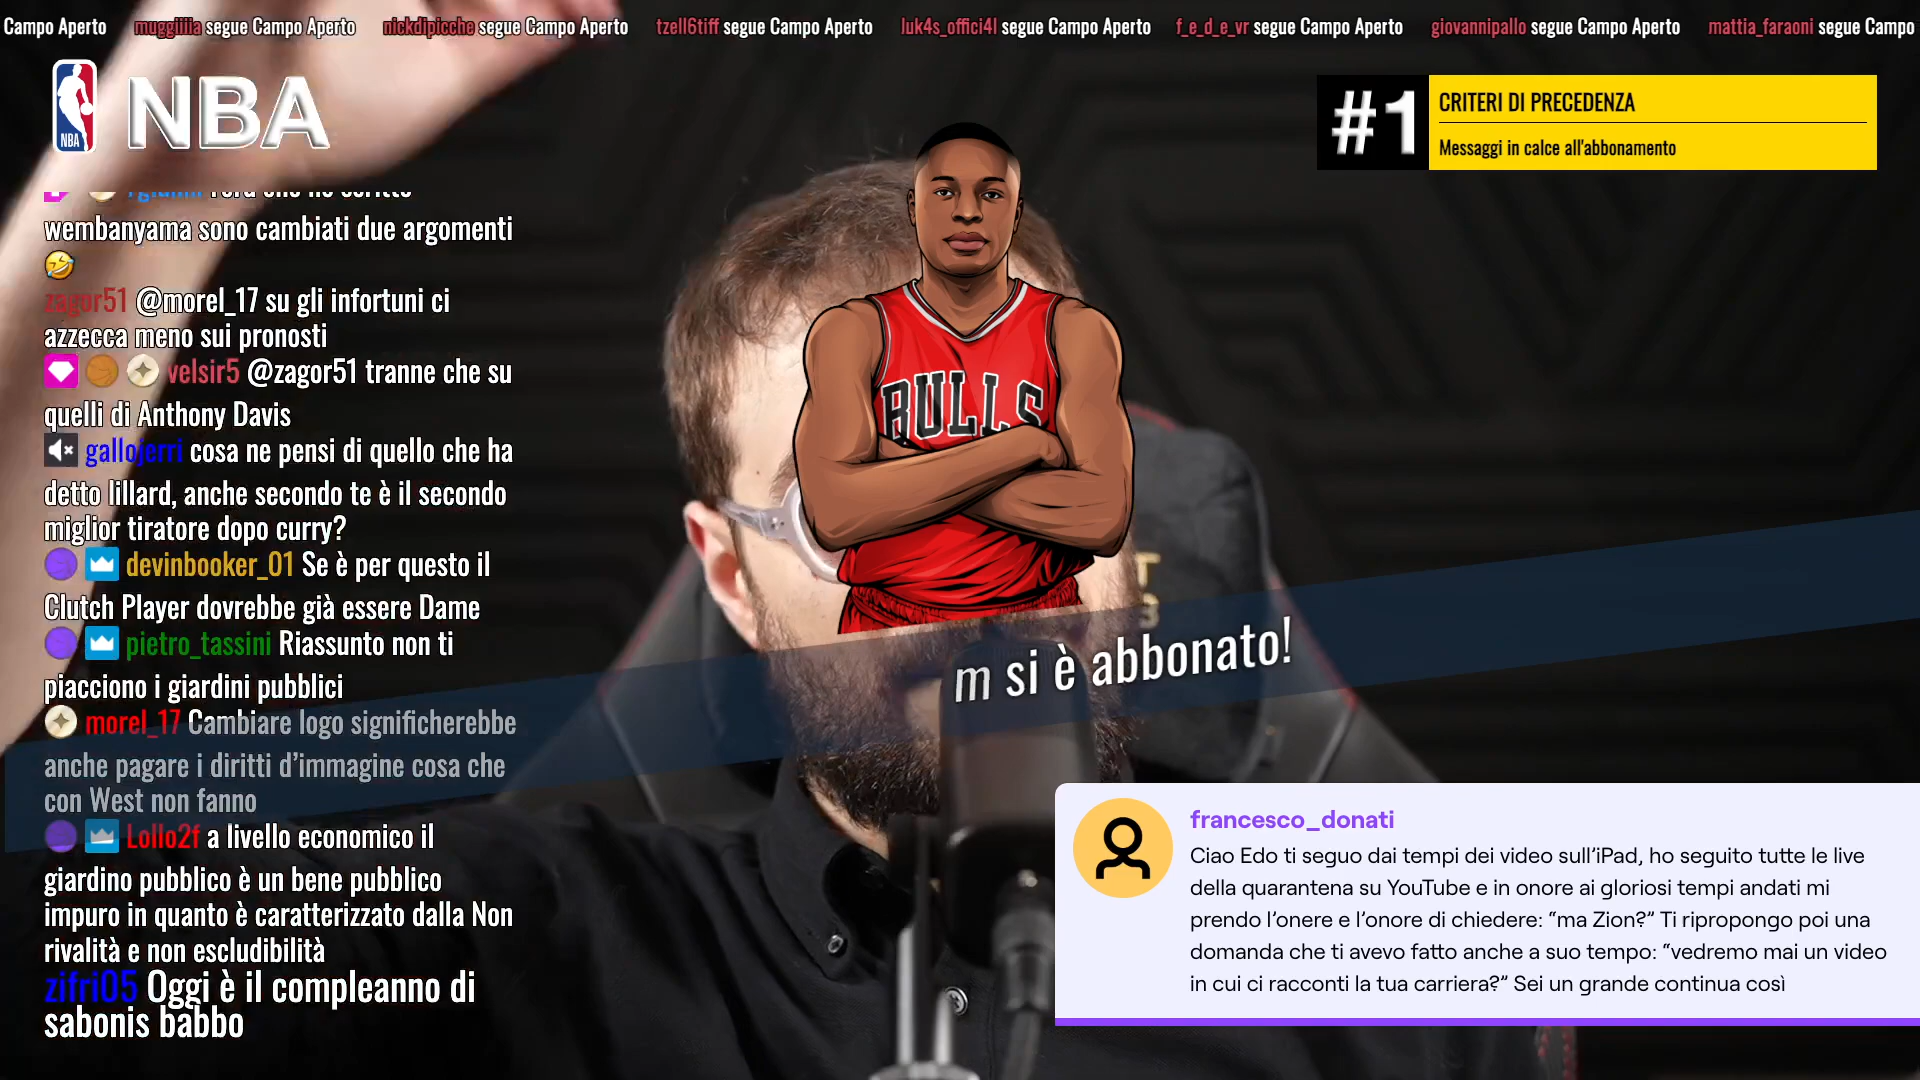 Campo Aperto muggiiiia segue Campo Aperto nickdipicche segue Campo Aperto tzell6tiff segue Campo Aperto luk4s_offici4l segue Campo Aperto f_e_d_e_vr segue Campo Aperto giovannipallo segue Campo Aperto mattia_faraoni segue Campo
NBA
NBA
#1
CRITERI DI PRECEDENZA
Messaggi in calce all'abbonamento
wembanyama sono cambiati due argomenti
🤣
zagor51 @morel_17 su gli infortuni ci
azzecca meno sui pronosti
velsir5 @zagor51 tranne che su
quelli di Anthony Davis
gallojerri cosa ne pensi di quello che ha
detto lillard, anche secondo te è il secondo
miglior tiratore dopo curry?
devinbooker_01 Se è per questo il
Clutch Player dovrebbe già essere Dame
pietro_tassini Riassunto non ti
piacciono i giardini pubblici
morel_17 Cambiare logo significherebbe
anche pagare i diritti d’immagine cosa che
con West non fanno
Lollo2f a livello economico il
giardino pubblico è un bene pubblico
impuro in quanto è caratterizzato dalla Non
rivalità e non escludibilità
zifri05 Oggi è il compleanno di
sabonis babbo
BULLS
m si è abbonato!
francesco_donati
Ciao Edo ti seguo dai tempi dei video sull’iPad, ho seguito tutte le live
della quarantena su YouTube e in onore ai gloriosi tempi andati mi
prendo l’onere e l’onore di chiedere: “ma Zion?” Ti ripropongo poi una
domanda che ti avevo fatto anche a suo tempo: “vedremo mai un video
in cui ci racconti la tua carriera?” Sei un grande continua così